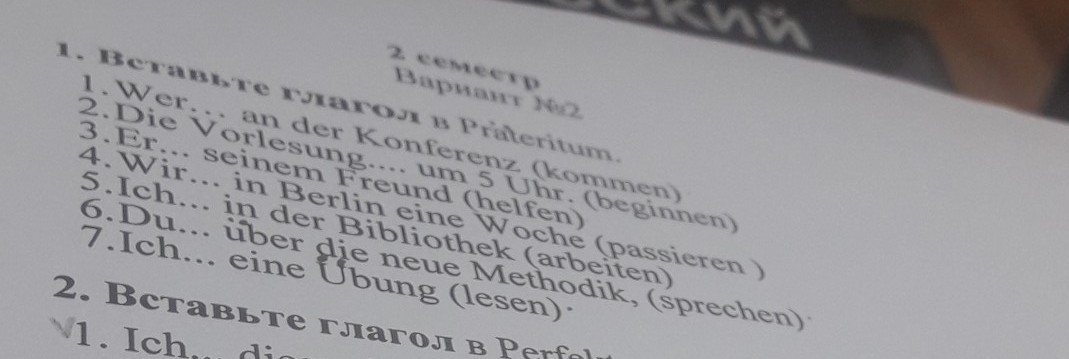 2 семестр
Вариант №2
1. Вставьте глагол в Präteritum.
1. Wer... an der Konferenz (kommen)
2. Die Vorlesung.... um 5 Uhr. (beginnen)
3. Er... seinem Freund (helfen)
4. Wir... in Berlin eine Woche (passieren )
5. Ich... in der Bibliothek (arbeiten)
6. Du... über die neue Methodik, (sprechen)
7. Ich... eine Übung (lesen)
2. Вставьте глагол в
1. Ich...